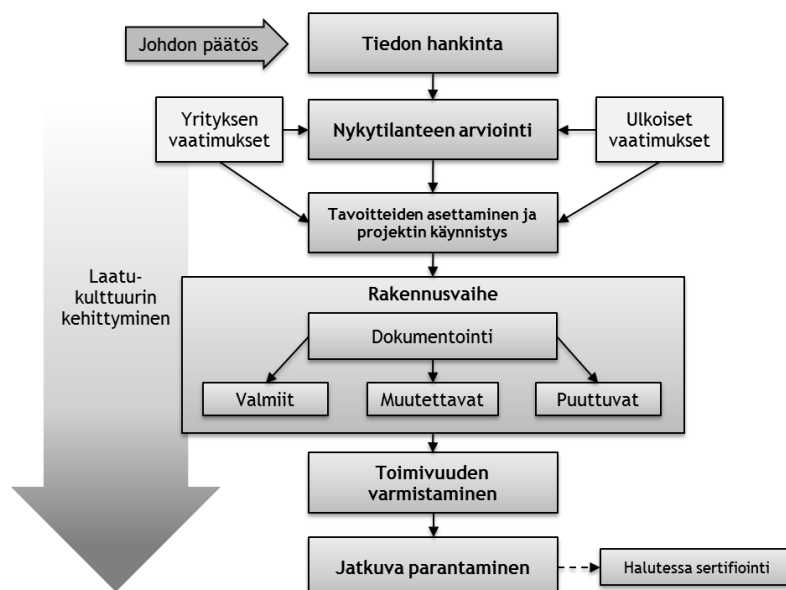 Johdon päätös
Tiedon hankinta
Yrityksen
vaatimukset
Nykytilanteen arviointi
Ulkoiset
vaatimukset
Tavoitteiden asettaminen ja
projektin käynnistys
Laatu-
kulttuurin
kehittyminen
Rakennusvaihe
Dokumentointi
Valmiit
Muutettavat
Puuttuvat
Toimivuuden
varmistaminen
Jatkuva parantaminen
Halutessa sertifiointi